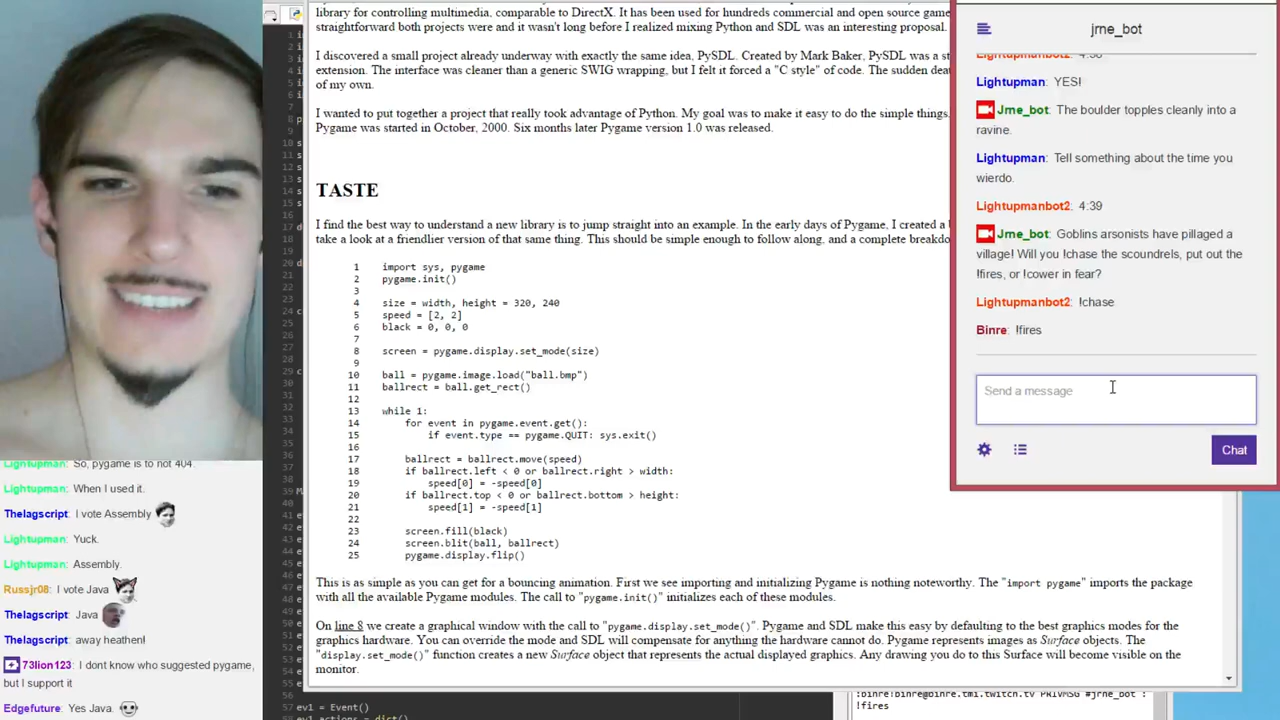 library for controlling multimedia, comparable to DirectX. It has been used for hundreds commercial and open source game
straightforward both projects were and it wasn't long before I realized mixing Python and SDL was an interesting proposal.
I discovered a small project already underway with exactly the same idea, PySDL. Created by Mark Baker, PySDL was a st
extension. The interface was cleaner than a generic SWIG wrapping, but I felt it forced a "C style" of code. The sudden deat
of my own.
I wanted to put together a project that really took advantage of Python. My goal was to make it easy to do the simple things,
Pygame was started in October, 2000. Six months later Pygame version 1.0 was released.
TASTE
I find the best way to understand a new library is to jump straight into an example. In the early days of Pygame, I created a b
take a look at a friendlier version of that same thing. This should be simple enough to follow along, and a complete breakdo
1 import sys, pygame
2 pygame.init()
3
4 size = width, height = 320, 240
5 speed = [2, 2]
6 black = 0, 0, 0
7
8 screen = pygame.display.set_mode(size)
9
10 ball = pygame.image.load("ball.bmp")
11 ballrect = ball.get_rect()
12
13 while 1:
14 for event in pygame.event.get():
15 if event.type == pygame.QUIT: sys.exit()
16
17 ballrect = ballrect.move(speed)
18 if ballrect.left < 0 or ballrect.right > width:
19 speed[0] = -speed[0]
20 if ballrect.top < 0 or ballrect.bottom > height:
21 speed[1] = -speed[1]
22
23 screen.fill(black)
24 screen.blit(ball, ballrect)
25 pygame.display.flip()
This is as simple as you can get for a bouncing animation. First we see importing and initializing Pygame is nothing noteworthy. The "import pygame" imports the package
with all the available Pygame modules. The call to "pygame.init()" initializes each of these modules.
On line 8 we create a graphical window with the call to "pygame.display.set_mode()". Pygame and SDL make this easy by defaulting to the best graphics modes for the
graphics hardware. You can override the mode and SDL will compensate for anything the hardware cannot do. Pygame represents images as Surface objects. The
"display.set_mode()" function creates a new Surface object that represents the actual displayed graphics. Any drawing you do to this Surface will become visible on the
monitor.
jrne_bot
Lightupmanbot2: 4:38
Lightupman: YES!
Jrne_bot: The boulder topples cleanly into a
ravine.
Lightupman: Tell something about the time you
wierdo.
Lightupmanbot2: 4:39
Jrne_bot: Goblins arsonists have pillaged a
village! Will you !chase the scoundrels, put out the
!fires, or !cower in fear?
Lightupmanbot2: !chase
Binre: !fires
Send a message
Chat
Lightupman: So, pygame is to not 404.
Lightupman: When I used it.
Thelagscript: I vote Assembly
Lightupman: Yuck.
Lightupman: Assembly.
Russjr08: I vote Java
Thelagscript: Java
Thelagscript: away heathen!
73lion123: I dont know who suggested pygame,
but I support it
Edgefuture: Yes Java.
56
57 ev1 = Event()
ev1.actions = dict()
:binre!binre@binre.tmi.twitch.tv PRIVMSG #jrne_bot :
!fires